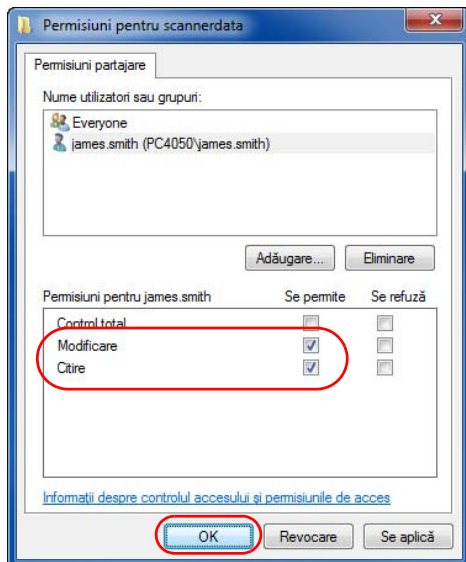 Permisiuni pentru scannerdata
Permisiuni partajare
Nume utilizatori sau grupuri:
Everyone
james.smith (PC4050\james.smith)
Adăugare... Eliminare
Permisiuni pentru james.smith Se permite Se refuză
Control total
Modificare
Citire
Informații despre controlul accesului și permisiunile de acces
OK Revocare Se aplică